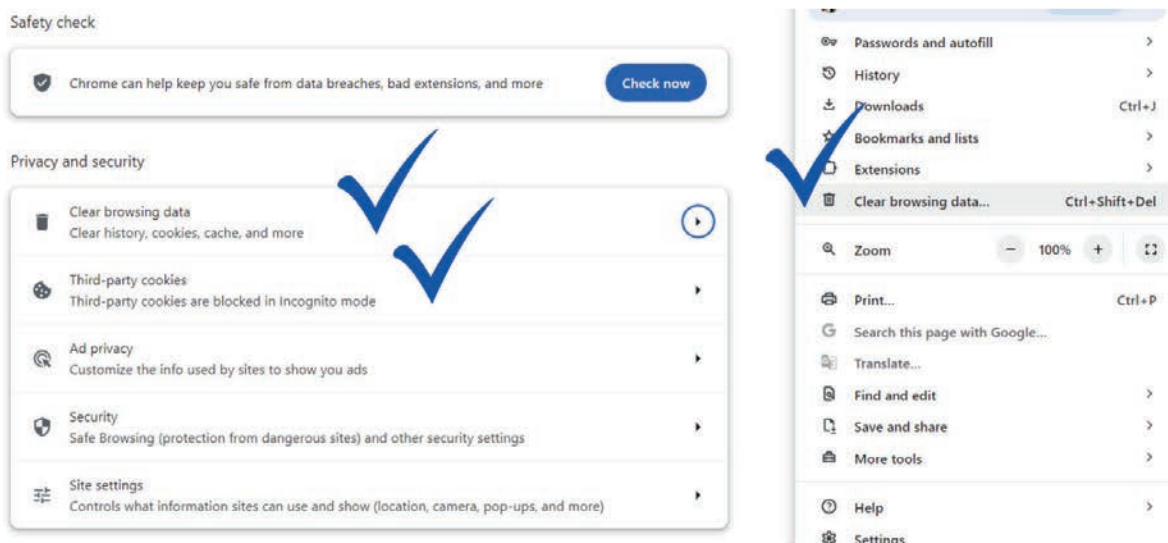 Safety check
Chrome can help keep you safe from data breaches, bad extensions, and more
Check now
Privacy and security
Clear browsing data
Clear history, cookies, cache, and more
Third-party cookies
Third-party cookies are blocked in Incognito mode
Ad privacy
Customize the info used by sites to show you ads
Security
Safe Browsing (protection from dangerous sites) and other security settings
Site settings
Controls what information sites can use and show (location, camera, pop-ups, and more)
Passwords and autofill
History
Downloads Ctrl+J
Bookmarks and lists
Extensions
Clear browsing data... Ctrl+Shift+Del
Zoom − 100% +
Print... Ctrl+P
G Search this page with Google...
Translate...
Find and edit
Save and share
More tools
Help
Settings